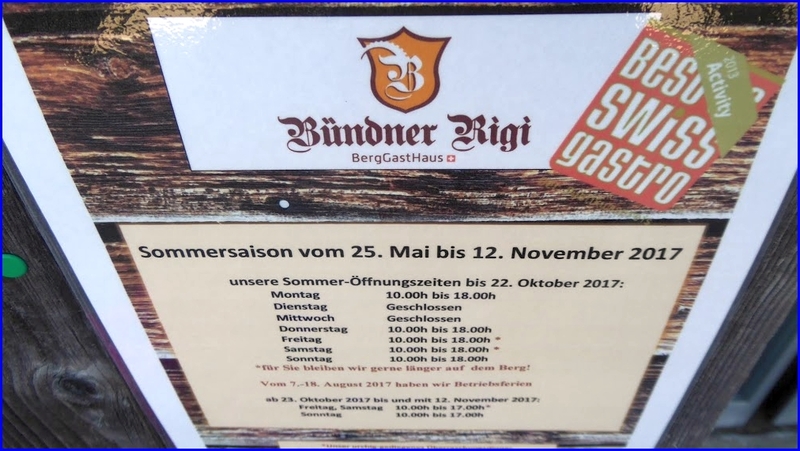 B
Bündner Rigi
BergGastHaus
2013
Activity
Best
SWiSS
gastro
Sommersaison vom 25. Mai bis 12. November 2017
unsere Sommer-Öffnungszeiten bis 22. Oktober 2017:
Montag 10.00h bis 18.00h
Dienstag Geschlossen
Mittwoch Geschlossen
Donnerstag 10.00h bis 18.00h
Freitag 10.00h bis 18.00h *
Samstag 10.00h bis 18.00h *
Sonntag 10.00h bis 18.00h
*für Sie bleiben wir gerne länger auf dem Berg!
Vom 7.-18. August 2017 haben wir Betriebsferien
ab 23. Oktober 2017 bis und mit 12. November 2017:
Freitag, Samstag 10.00h bis 17.00h*
Sonntag 10.00h bis 17.00h